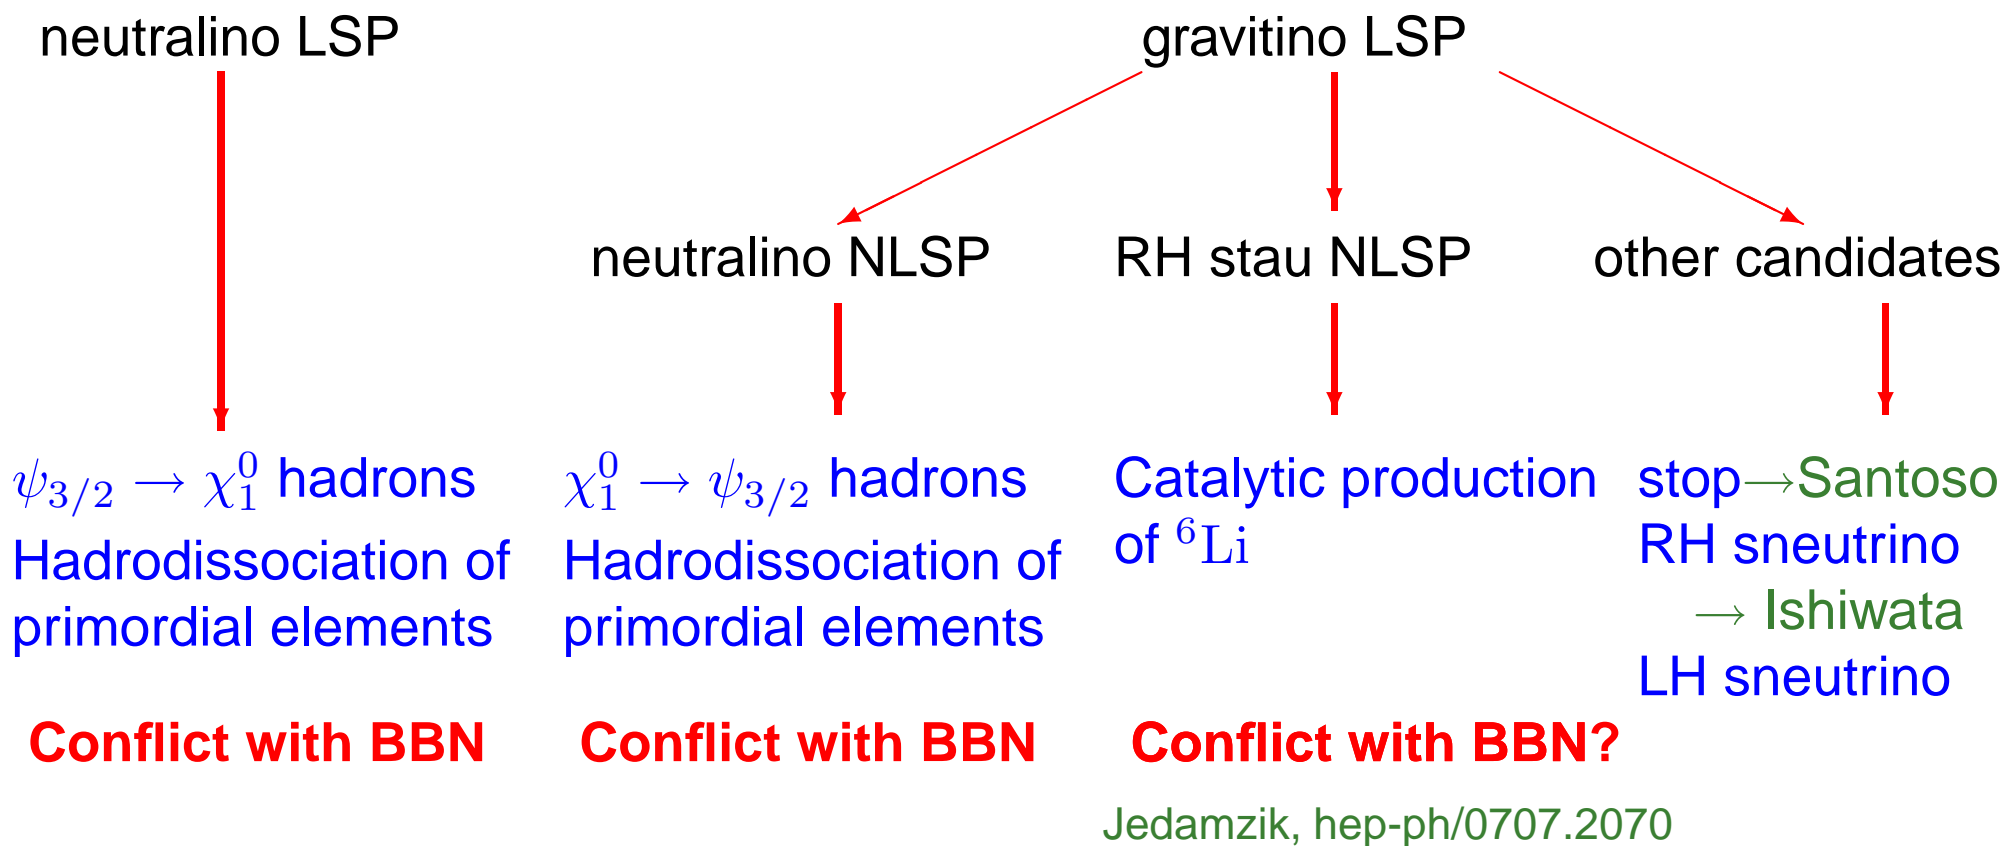 neutralino LSP
gravitino LSP
neutralino NLSP
RH stau NLSP
other candidates
ψ3/2 → χ⁰₁ hadrons
Hadrodissociation of
primordial elements
Conflict with BBN
χ⁰₁ → ψ3/2 hadrons
Hadrodissociation of
primordial elements
Conflict with BBN
Catalytic production
of ⁶Li
Conflict with BBN?
Jedamzik, hep-ph/0707.2070
stop→Santoso
RH sneutrino
→ Ishiwata
LH sneutrino